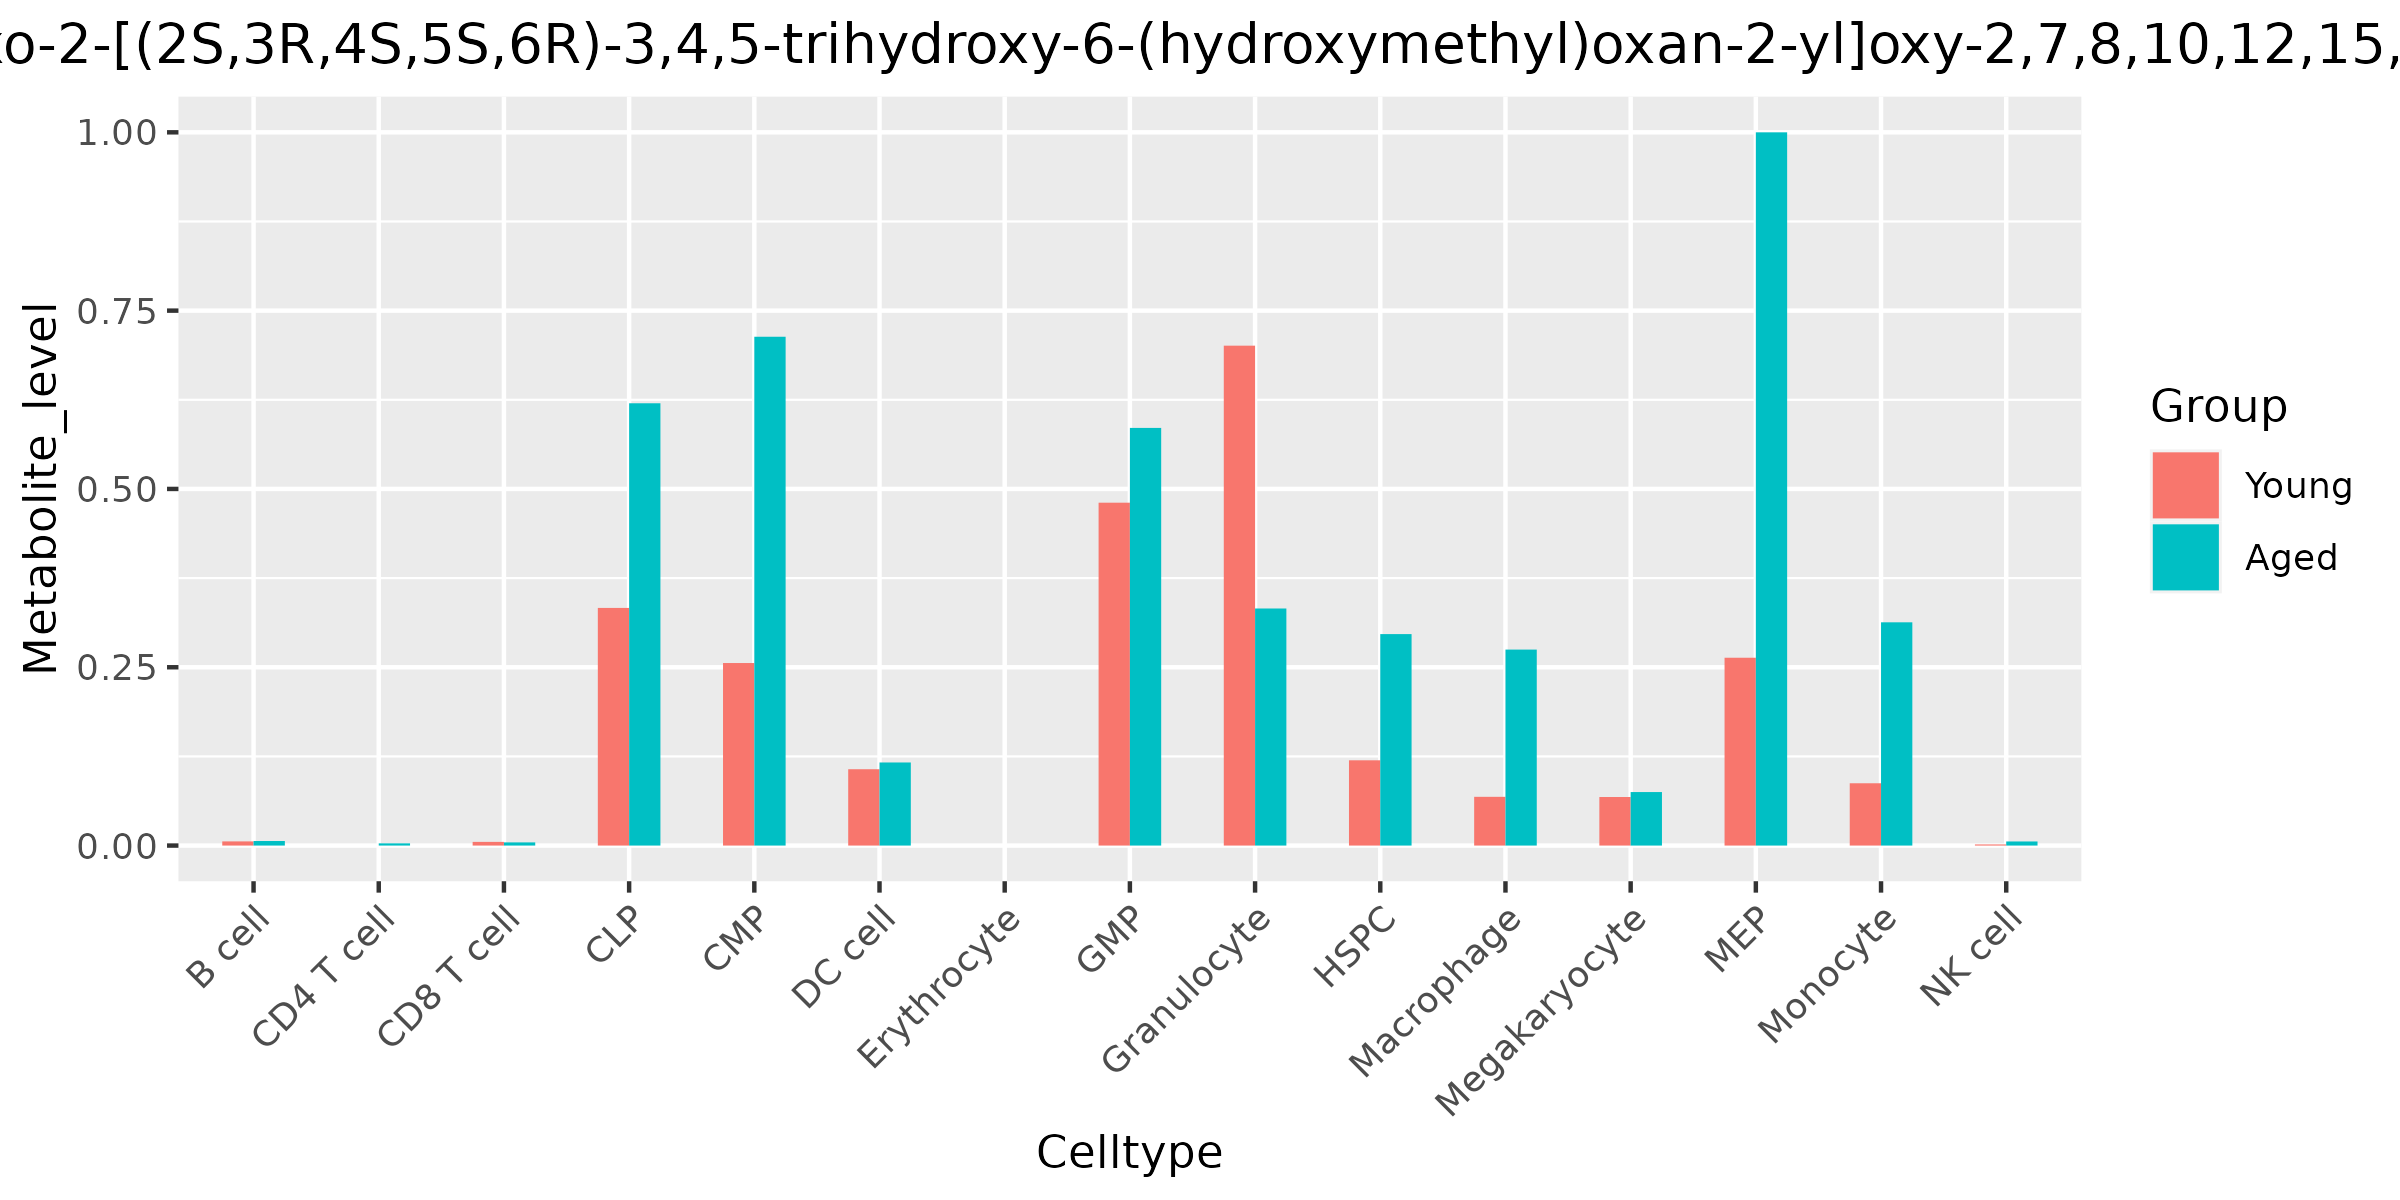 o-2-[(2S,3R,4S,5S,6R)-3,4,5-trihydroxy-6-(hydroxymethyl)oxan-2-yl]oxy-2,7,8,10,12,15,
Metabolite_level
1.00
0.75
0.50
0.25
0.00
B cell
CD4 T cell
CD8 T cell
CLP
CMP
DC cell
Erythrocyte
GMP
Granulocyte
HSPC
Macrophage
Megakaryocyte
MEP
Monocyte
NK cell
Celltype
Group
Young
Aged